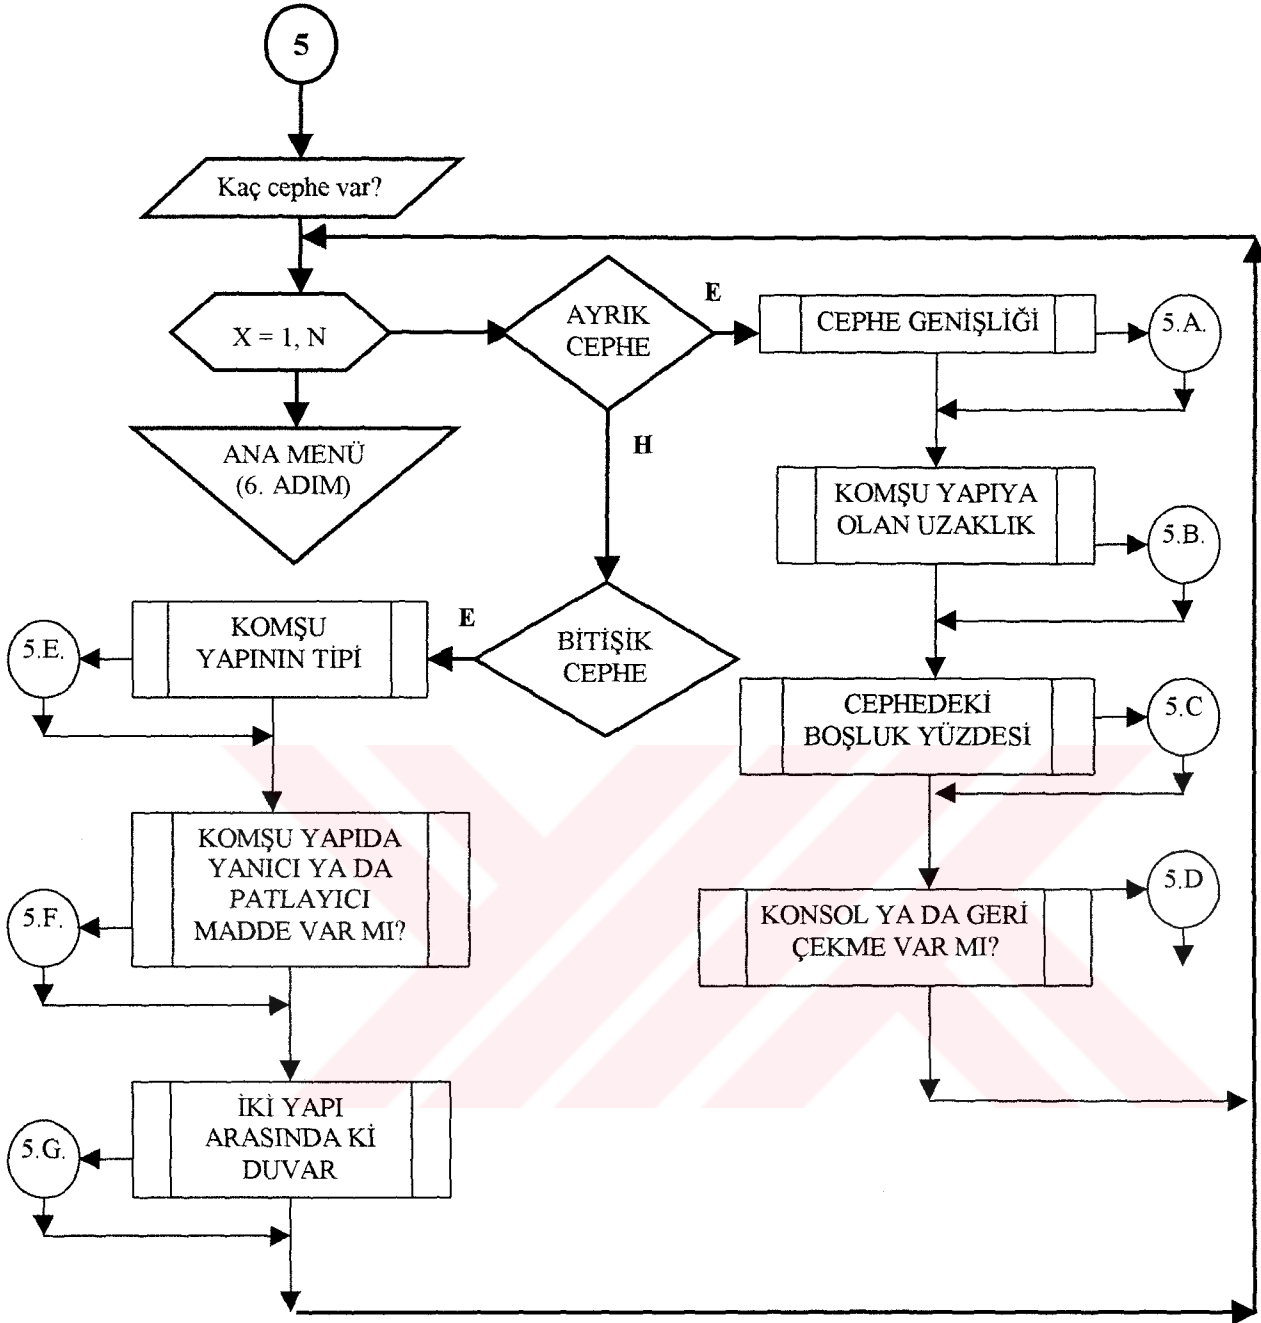 5
Kaç cephe var?
X = 1, N
ANA MENÜ
(6. ADIM)
AYRIK
CEPHE
E
H
CEPHE GENİŞLİĞİ
5.A.
KOMŞU YAPIYA
OLAN UZAKLIK
5.B.
CEPHEDEKİ
BOŞLUK YÜZDESİ
5.C
KONSOL YA DA GERİ
ÇEKME VAR MI?
5.D
BİTİŞİK
CEPHE
E
KOMŞU
YAPININ TİPİ
5.E.
KOMŞU YAPIDA
YANICI YA DA
PATLAYICI
MADDE VAR MI?
5.F.
İKİ YAPI
ARASINDA Kİ
DUVAR
5.G.